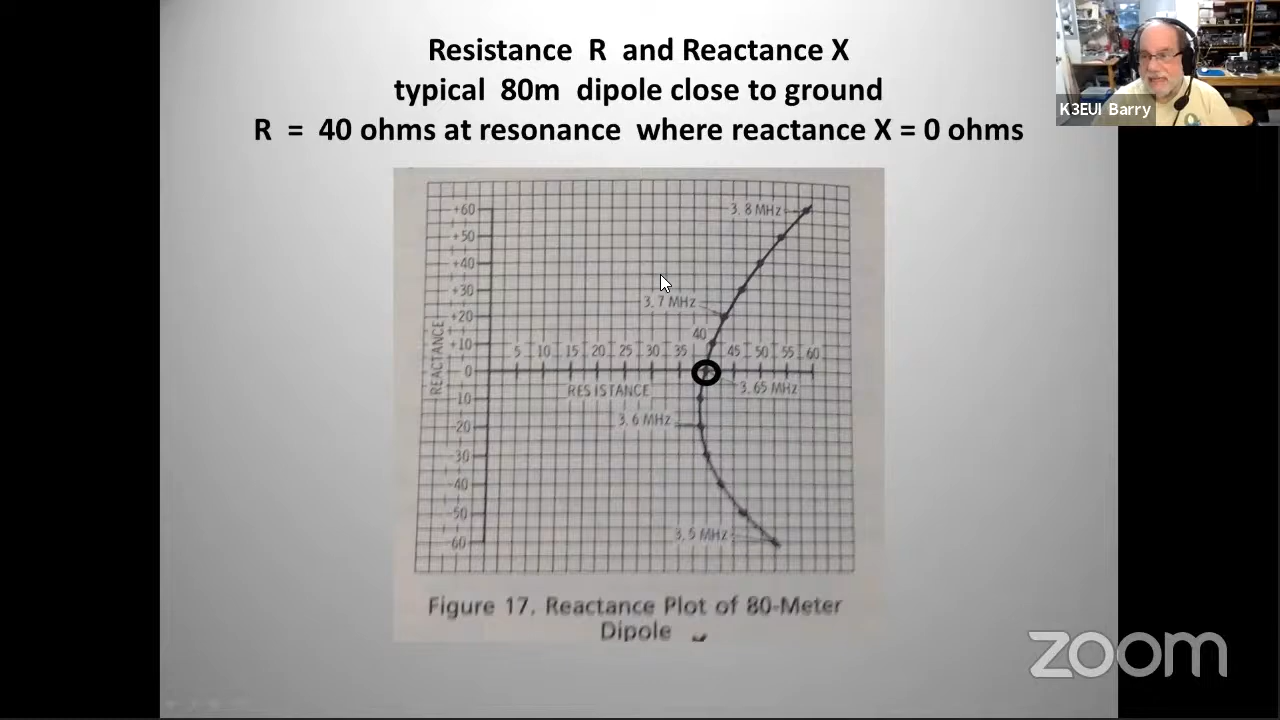 Resistance R and Reactance X
typical 80m dipole close to ground
R = 40 ohms at resonance where reactance X = 0 ohms
K3EUI Barry
+60
3.8 MHz
+50
+40
+30
3.7 MHz
+20
40
+10
5 10 15 20 25 30 35 45 50 55 60
REACTANCE
0
RESISTANCE
3.65 MHz
10
3.6 MHz
20
30
40
50
3.5 MHz
60
Figure 17. Reactance Plot of 80-Meter
Dipole
zoom